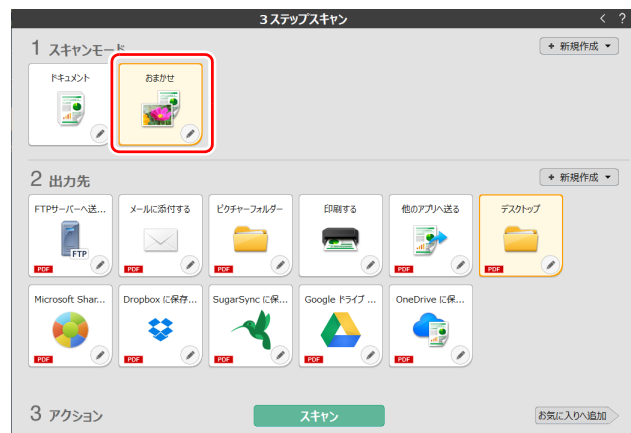 3ステップスキャン < ?
1 スキャンモード + 新規作成
ドキュメント おまかせ
2 出力先 + 新規作成
FTPサーバーへ送... メールに添付する ピクチャーフォルダー 印刷する 他のアプリへ送る デスクトップ
FTP
PDF PDF PDF PDF PDF
Microsoft Shar... Dropbox に保存... SugarSync に保... Google ドライブ ... OneDrive に保...
PDF PDF PDF PDF PDF
3 アクション スキャン お気に入りへ追加